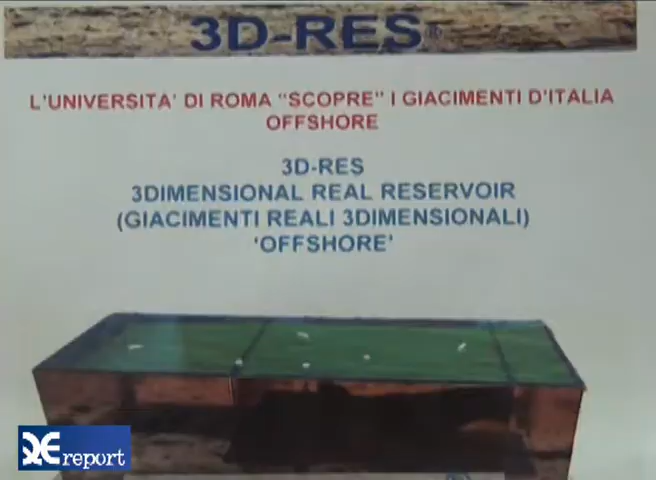 3D-RES®
L'UNIVERSITA' DI ROMA "SCOPRE" I GIACIMENTI D'ITALIA
OFFSHORE
3D-RES
3DIMENSIONAL REAL RESERVOIR
(GIACIMENTI REALI 3DIMENSIONALI)
'OFFSHORE'
report